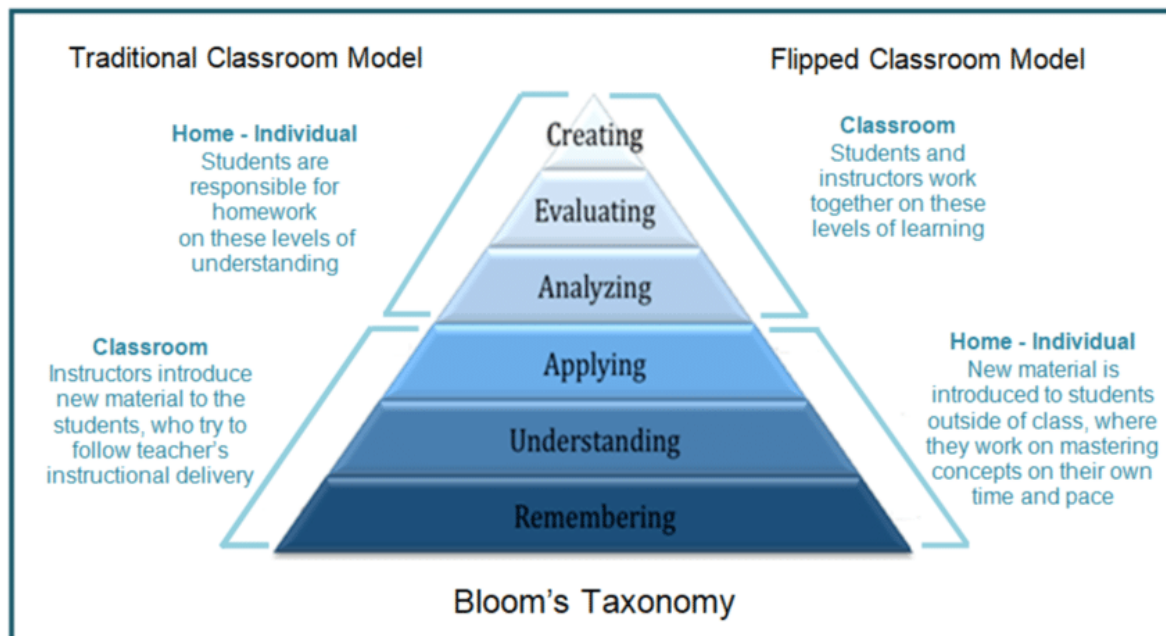 Traditional Classroom Model
Flipped Classroom Model
Home - Individual
Students are
responsible for
homework
on these levels of
understanding
Classroom
Instructors introduce
new material to the
students, who try to
follow teacher's
instructional delivery
Creating
Evaluating
Analyzing
Applying
Understanding
Remembering
Classroom
Students and
instructors work
together on these
levels of learning
Home - Individual
New material is
introduced to students
outside of class, where
they work on mastering
concepts on their own
time and pace
Bloom's Taxonomy